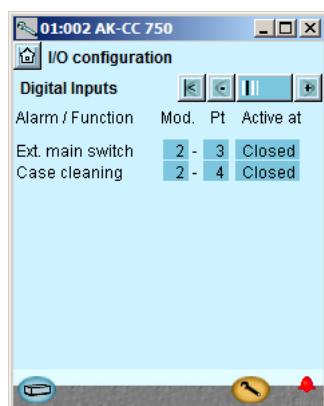 01:002 AK-CC 750
I/O configuration
Digital Inputs
Alarm / Function Mod. Pt Active at
Ext. main switch 2 - 3 Closed
Case cleaning 2 - 4 Closed